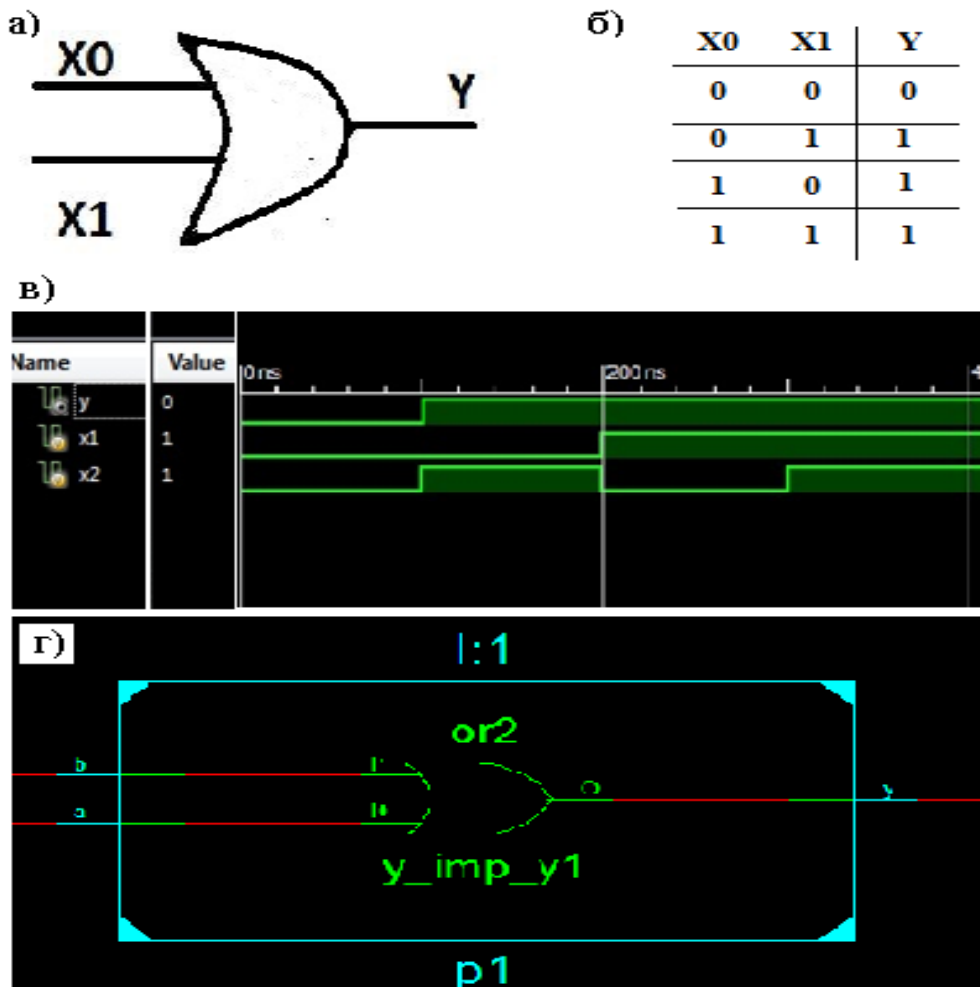 а)
X0
Y
X1
б)
X0 X1 Y
0 0 0
0 1 1
1 0 1
1 1 1
в)
Name Value
0 ns 200 ns
y 0
x1 1
x2 1
г)
l:1
or2
b
a
O
y
y_imp_y1
p1